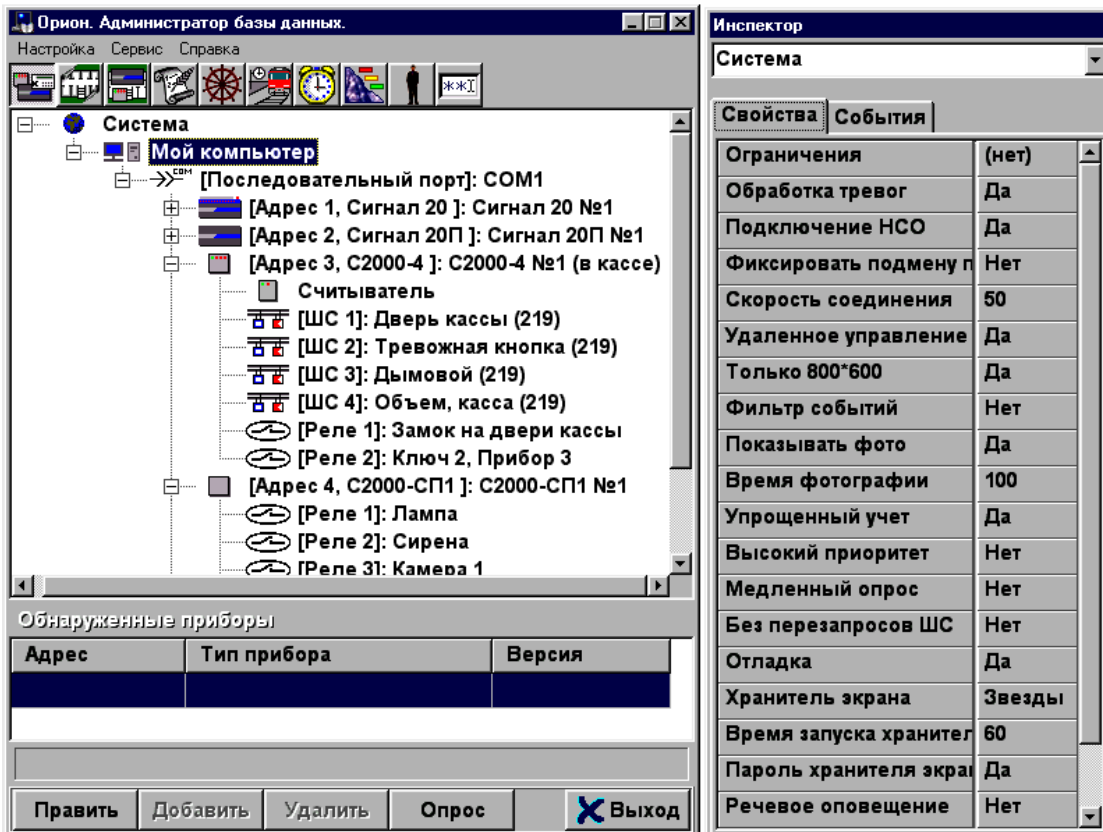 Орион. Администратор базы данных.
Настройка Сервис Справка
**I
Система
Мой компьютер
COM [Последовательный порт]: COM1
[Адрес 1, Сигнал 20 ]: Сигнал 20 №1
[Адрес 2, Сигнал 20П ]: Сигнал 20П №1
[Адрес 3, С2000-4 ]: С2000-4 №1 (в кассе)
Считыватель
[ШС 1]: Дверь кассы (219)
[ШС 2]: Тревожная кнопка (219)
[ШС 3]: Дымовой (219)
[ШС 4]: Объем, касса (219)
[Реле 1]: Замок на двери кассы
[Реле 2]: Ключ 2, Прибор 3
[Адрес 4, С2000-СП1 ]: С2000-СП1 №1
[Реле 1]: Лампа
[Реле 2]: Сирена
[Реле 3]: Камера 1
Обнаруженные приборы
Адрес Тип прибора Версия
Править Добавить Удалить Опрос Выход
Инспектор
Система
Свойства События
Ограничения (нет)
Обработка тревог Да
Подключение НСО Да
Фиксировать подмену п Нет
Скорость соединения 50
Удаленное управление Да
Только 800*600 Да
Фильтр событий Нет
Показывать фото Да
Время фотографии 100
Упрощенный учет Да
Высокий приоритет Нет
Медленный опрос Нет
Без перезапросов ШС Нет
Отладка Да
Хранитель экрана Звезды
Время запуска хранител 60
Пароль хранителя экра Да
Речевое оповещение Нет